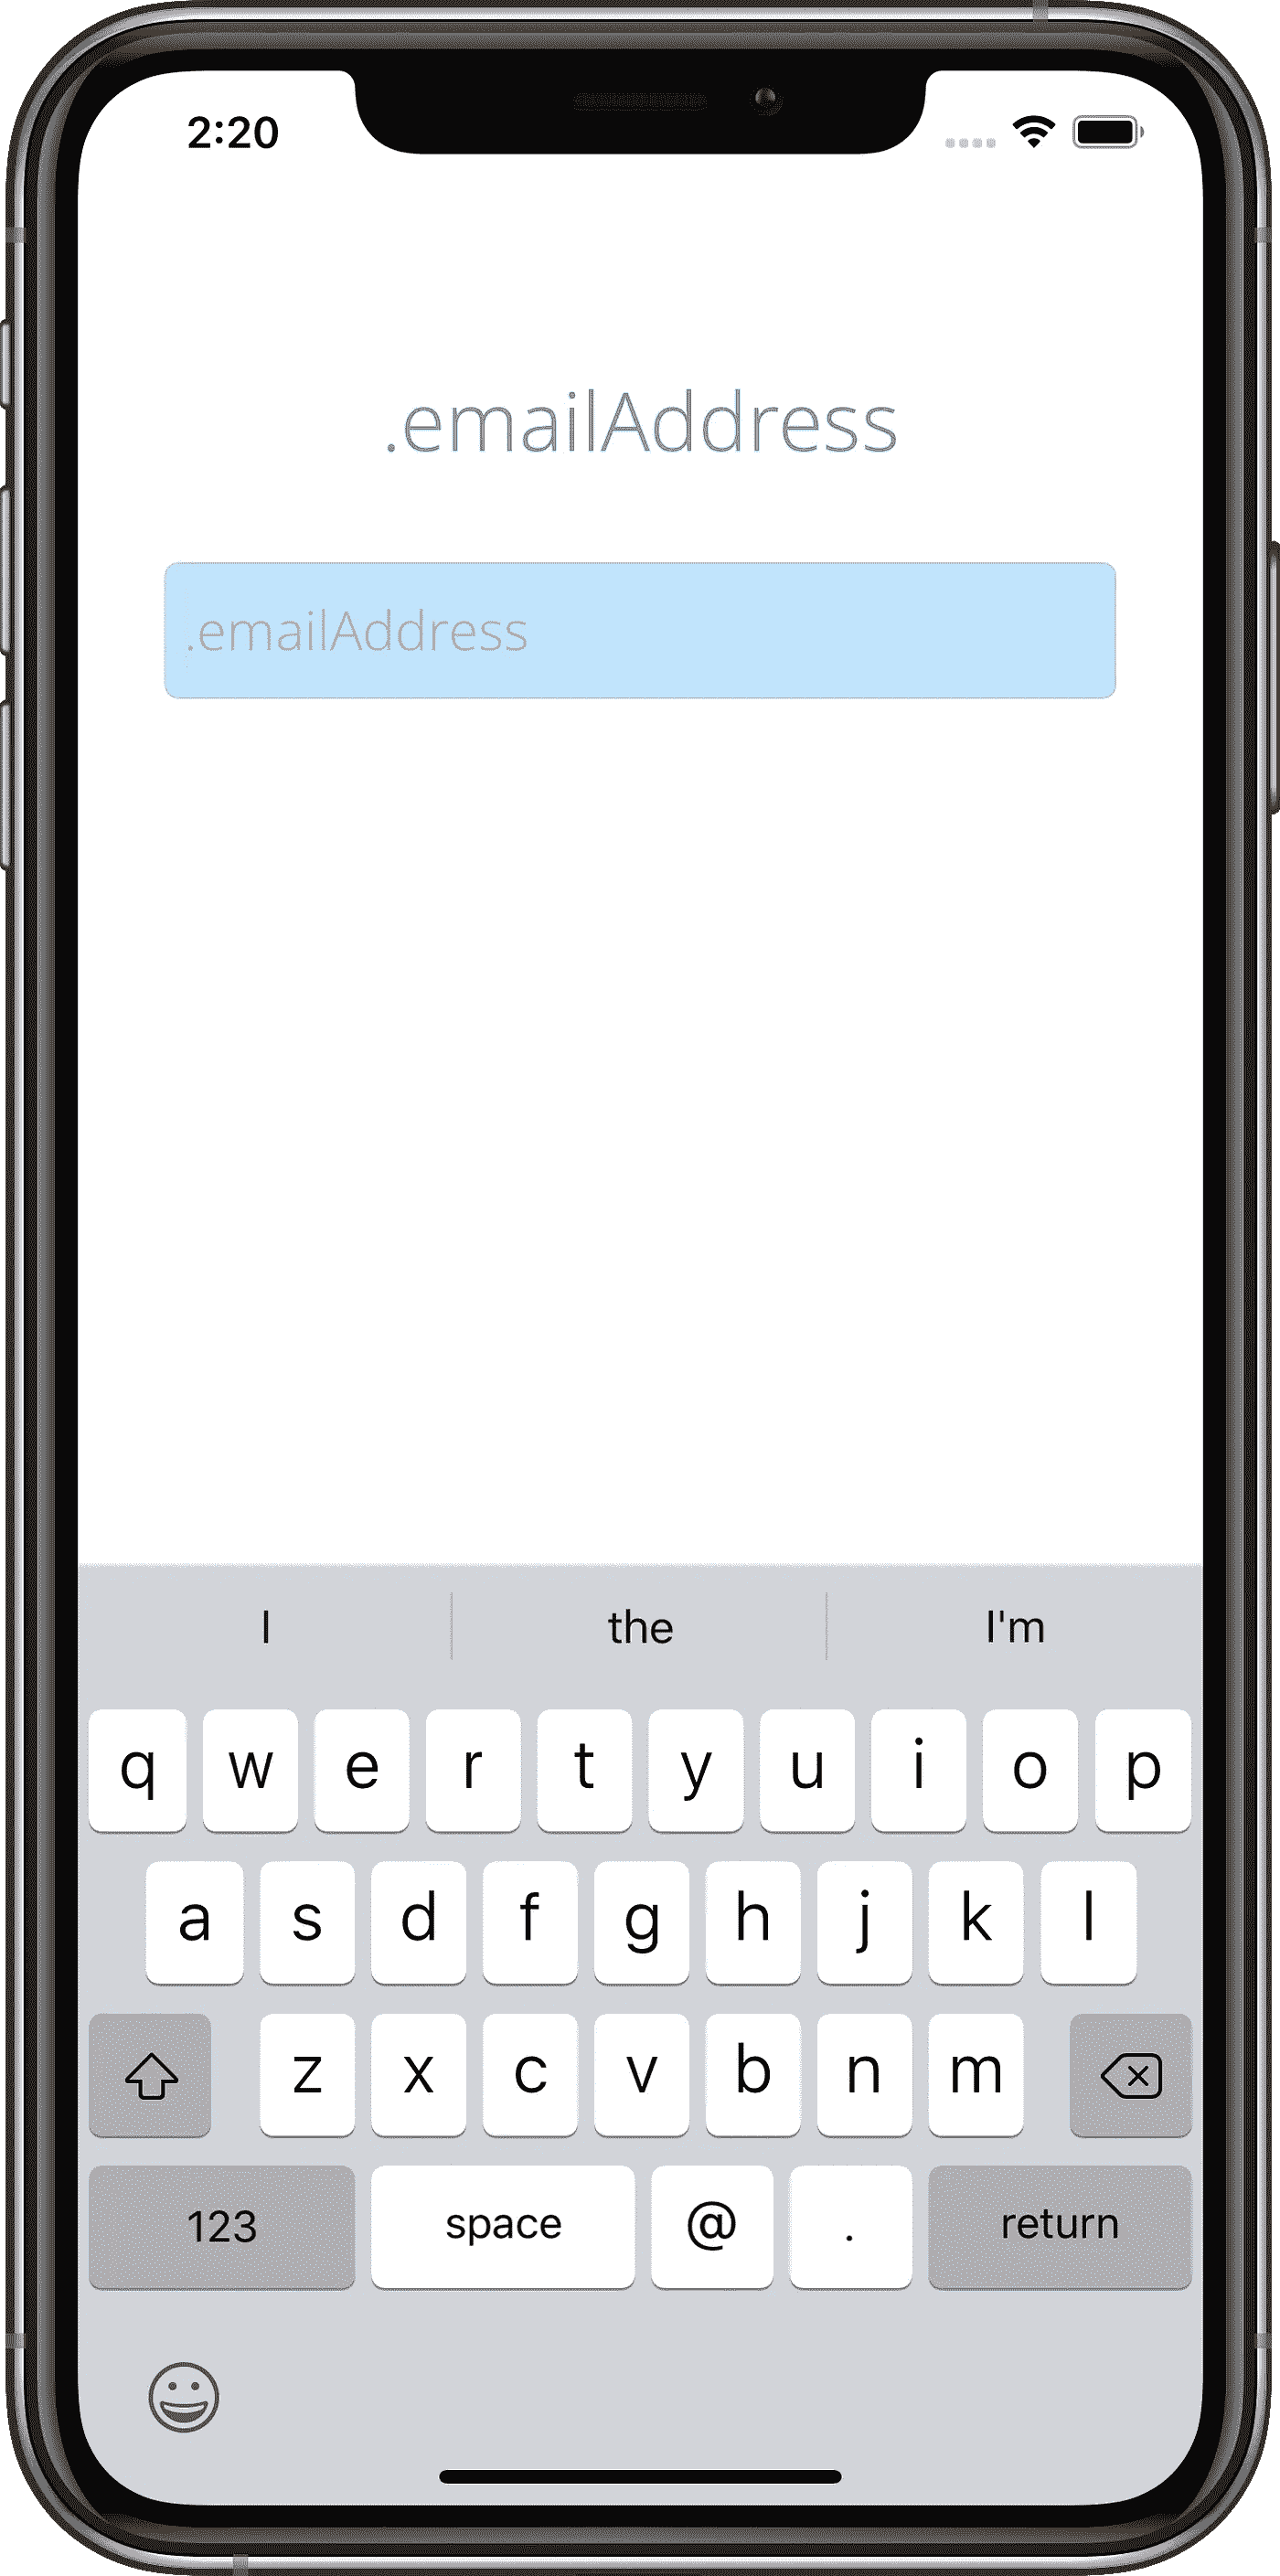 2:20
.emailAddress
.emailAddress
I the I'm
q w e r t y u i o p
a s d f g h j k l
z x c v b n m
123 space @ . return